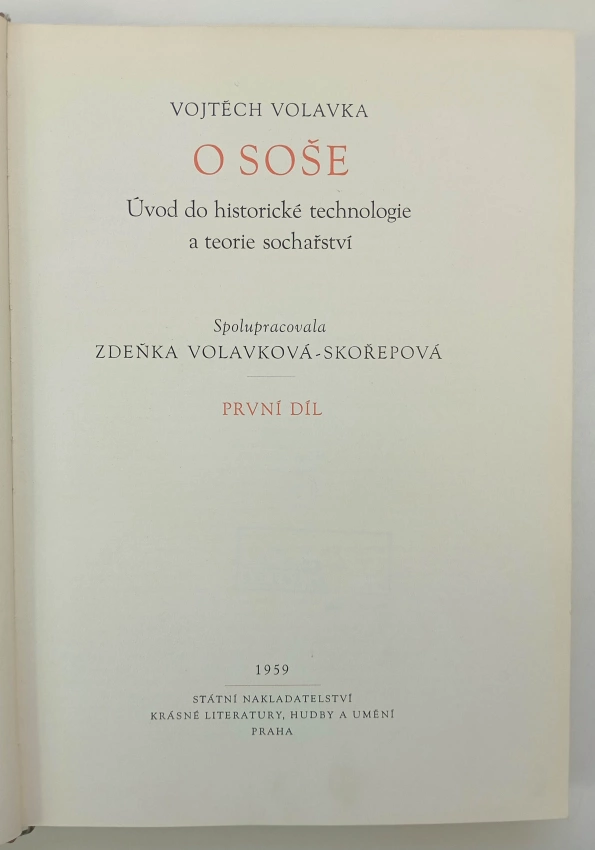 VOJTĚCH VOLAVKA
O SOŠE
Úvod do historické technologie
a teorie sochařství
Spolupracovala
ZDEŇKA VOLAVKOVÁ-SKOŘEPOVÁ
PRVNÍ DÍL
1959
STÁTNÍ NAKLADATELSTVÍ
KRÁSNÉ LITERATURY, HUDBY A UMĚNÍ
PRAHA